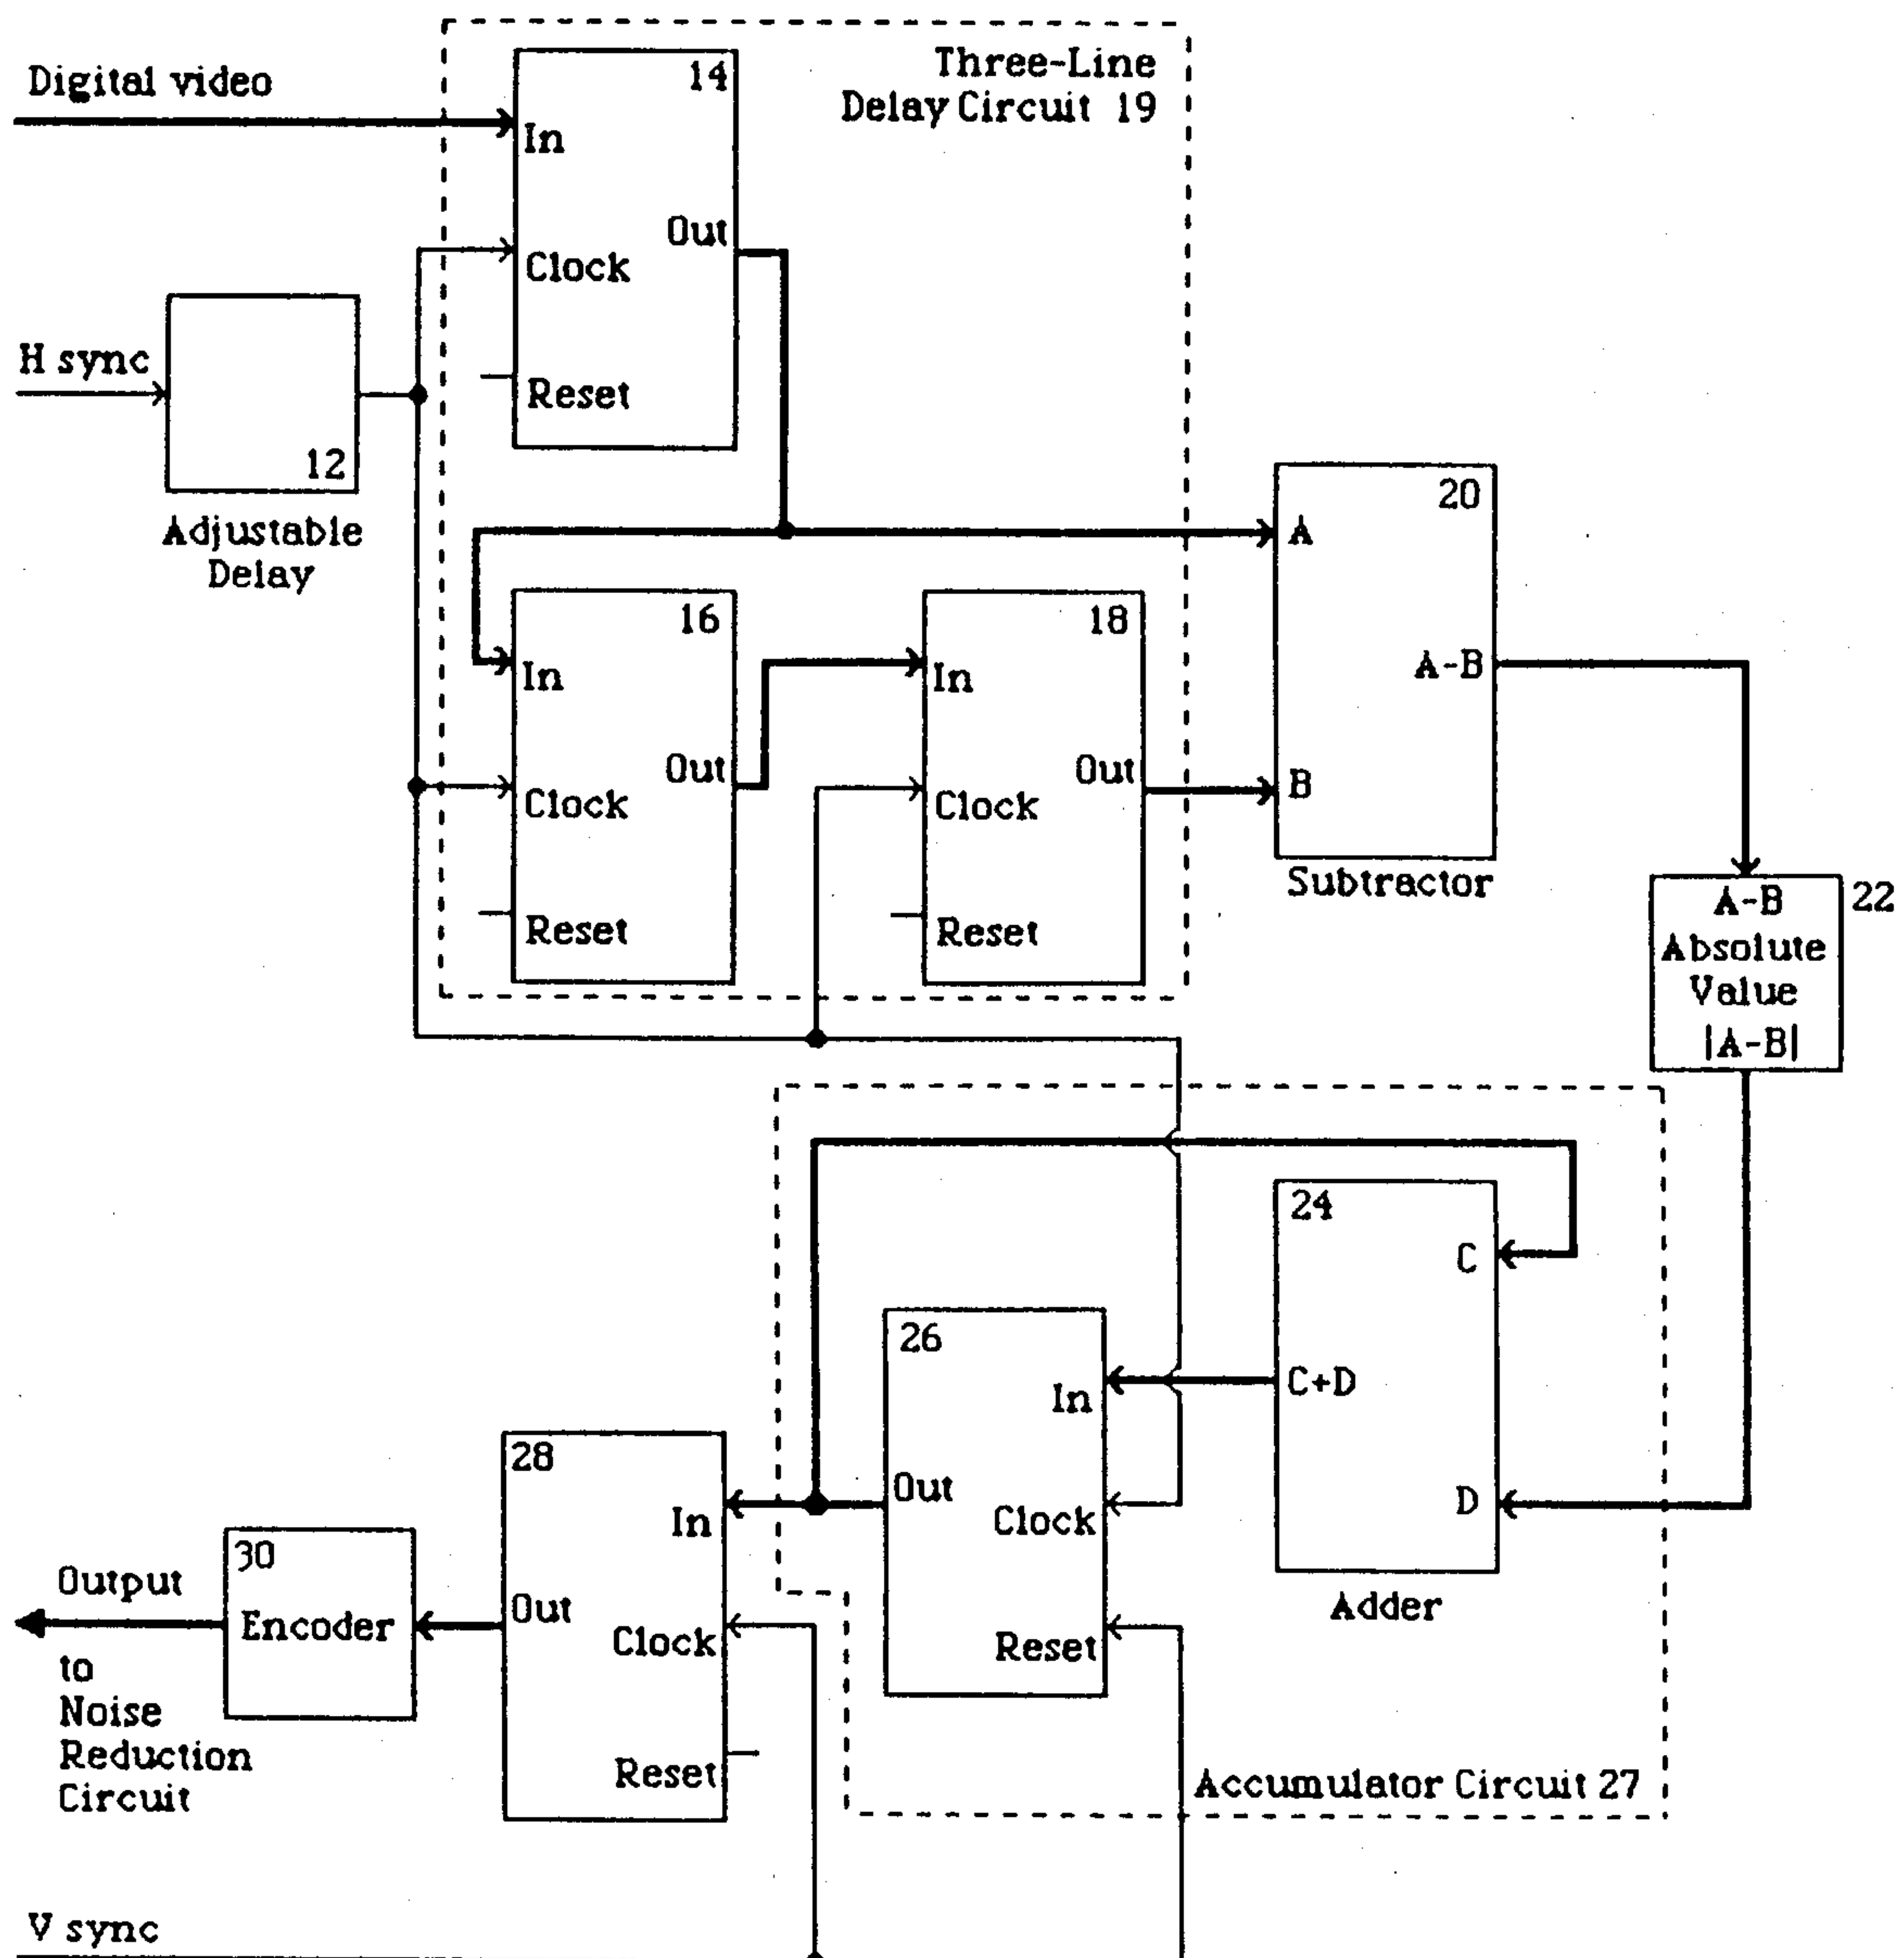 Digital video
14
In
Out
Clock
Reset
Three-Line
Delay Circuit 19
H sync
12
Adjustable
Delay
16
In
Out
Clock
Reset
18
In
Out
Clock
Reset
20
A
A-B
B
Subtractor
22
A-B
Absolute
Value
|A-B|
24
C
C+D
D
Adder
26
In
Out
Clock
Reset
Accumulator Circuit 27
28
In
Out
Clock
Reset
30
Encoder
Output
to
Noise
Reduction
Circuit
V sync